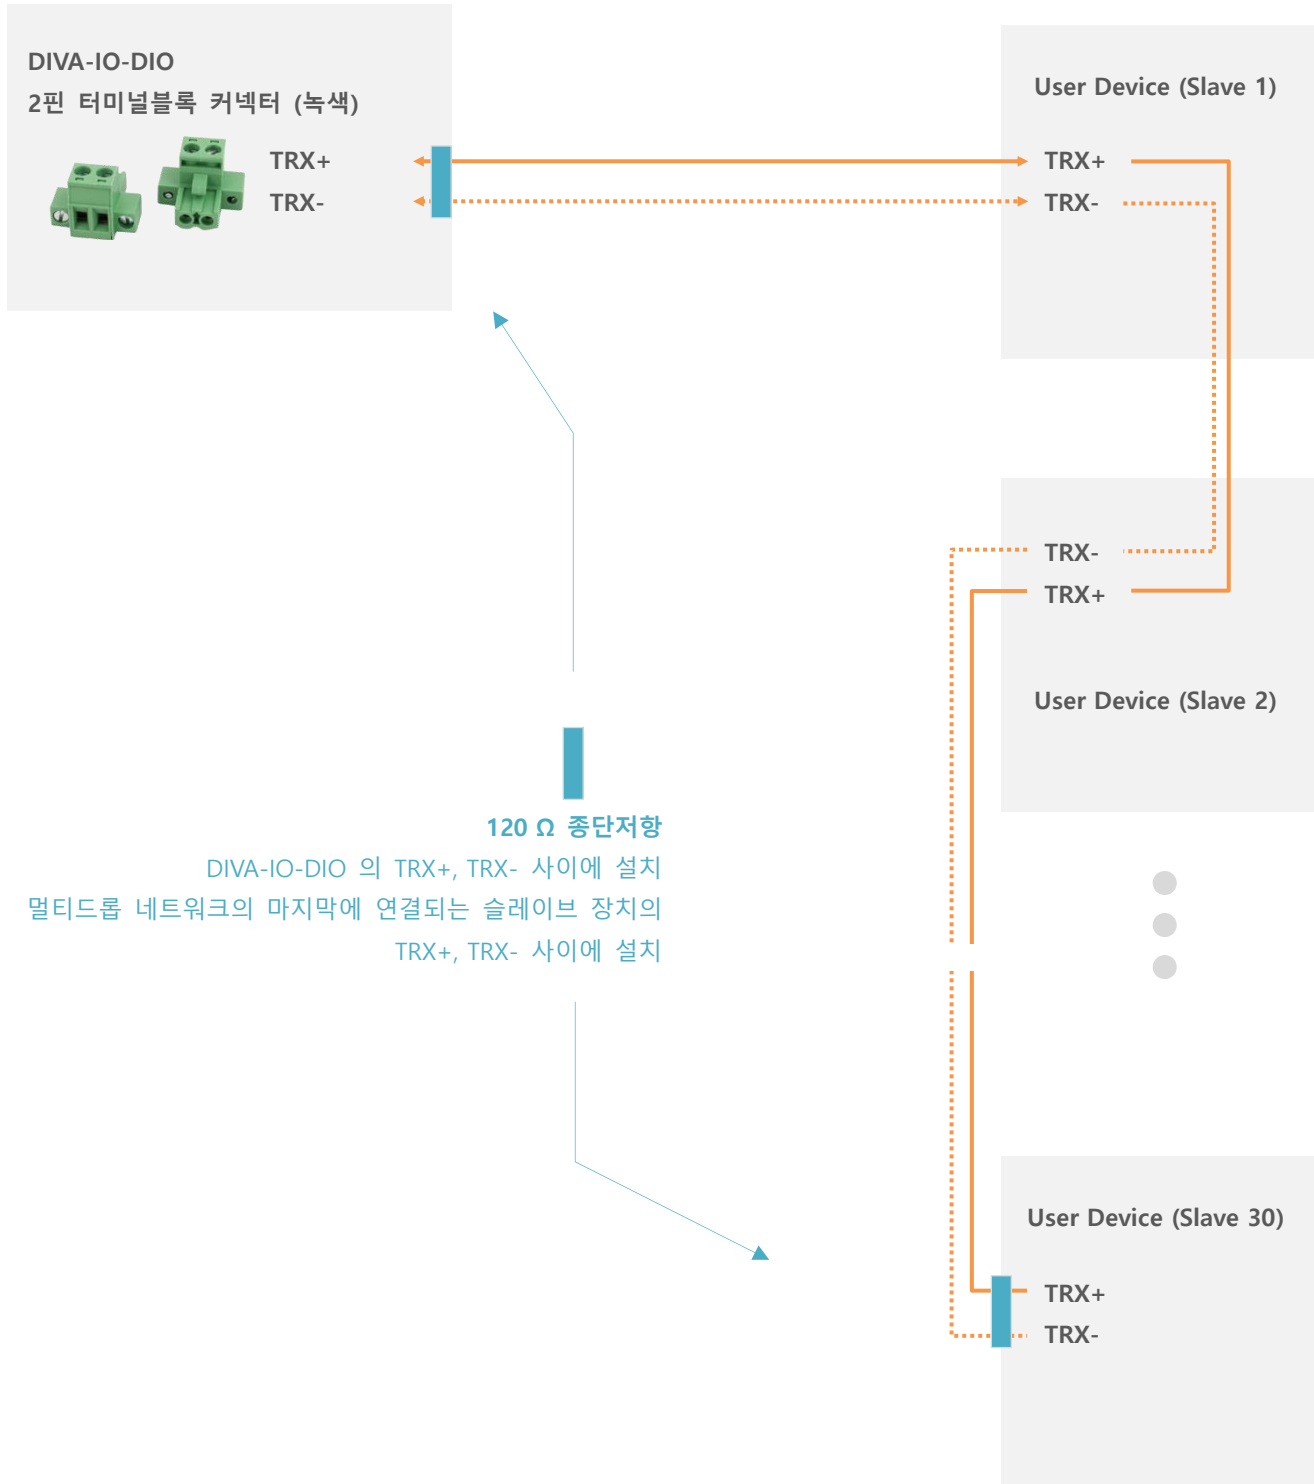 DIVA-IO-DIO
2핀 터미널블록 커넥터 (녹색)
TRX+
TRX-
User Device (Slave 1)
TRX+
TRX-
TRX-
TRX+
User Device (Slave 2)
120 Ω 종단저항
DIVA-IO-DIO 의 TRX+, TRX- 사이에 설치
멀티드롭 네트워크의 마지막에 연결되는 슬레이브 장치의
TRX+, TRX- 사이에 설치
User Device (Slave 30)
TRX+
TRX-